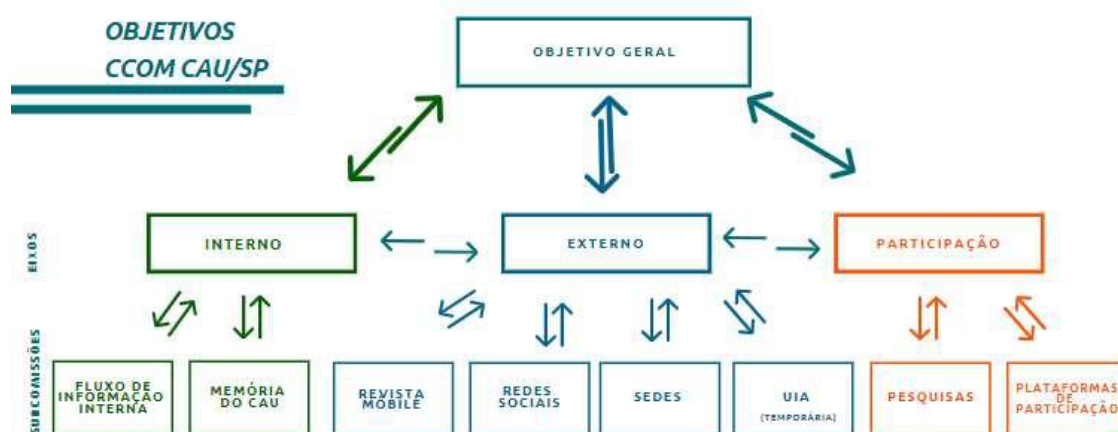 OBJETIVOS
CCOM CAU/SP
OBJETIVO GERAL
EIXOS
INTERNO
EXTERNO
PARTICIPAÇÃO
SUBCOMISSÕES
FLUXO DE
INFORMAÇÃO
INTERNA
MEMÓRIA
DO CAU
REVISTA
MOBILE
REDES
SOCIAIS
SEDES
UIA
(TEMPORÁRIA)
PESQUISAS
PLATAFORMAS
DE
PARTICIPAÇÃO